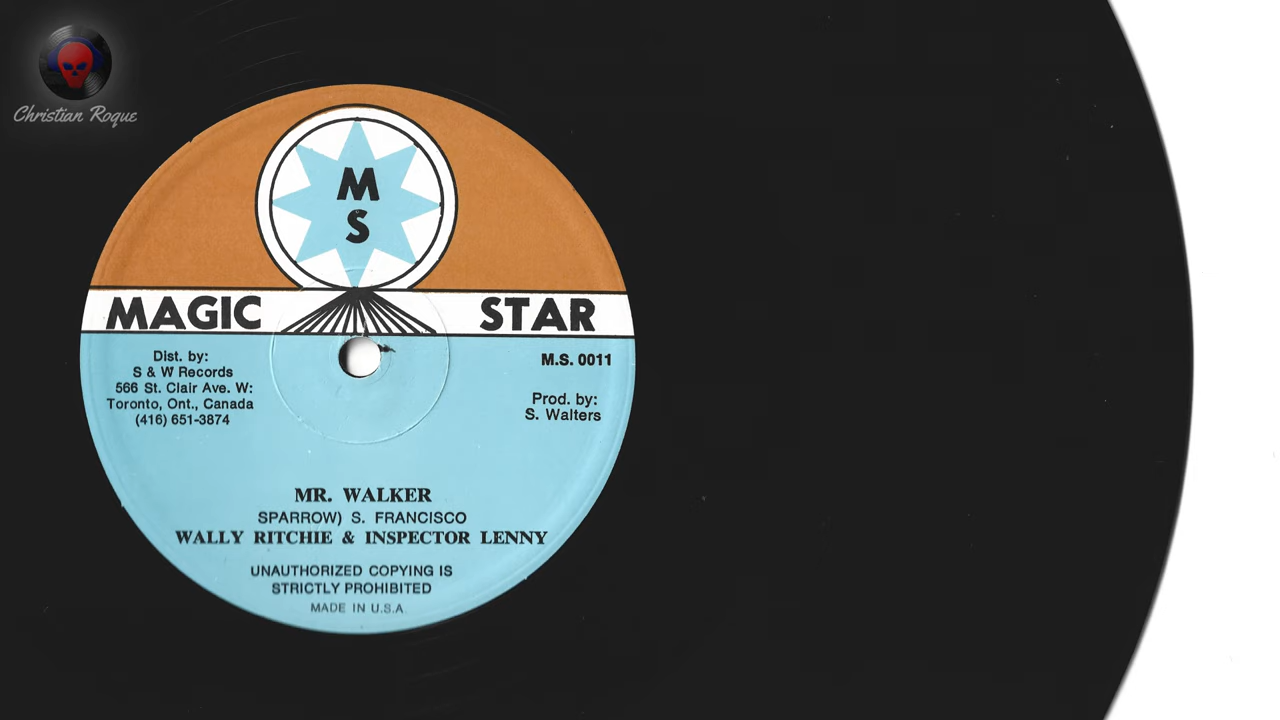 Christian Roque
M
S
MAGIC STAR
Dist. by:
S & W Records
566 St. Clair Ave. W:
Toronto, Ont., Canada
(416) 651-3874
M.S. 0011
Prod. by:
S. Walters
MR. WALKER
SPARROW) S. FRANCISCO
WALLY RITCHIE & INSPECTOR LENNY
UNAUTHORIZED COPYING IS
STRICTLY PROHIBITED
MADE IN U.S.A.